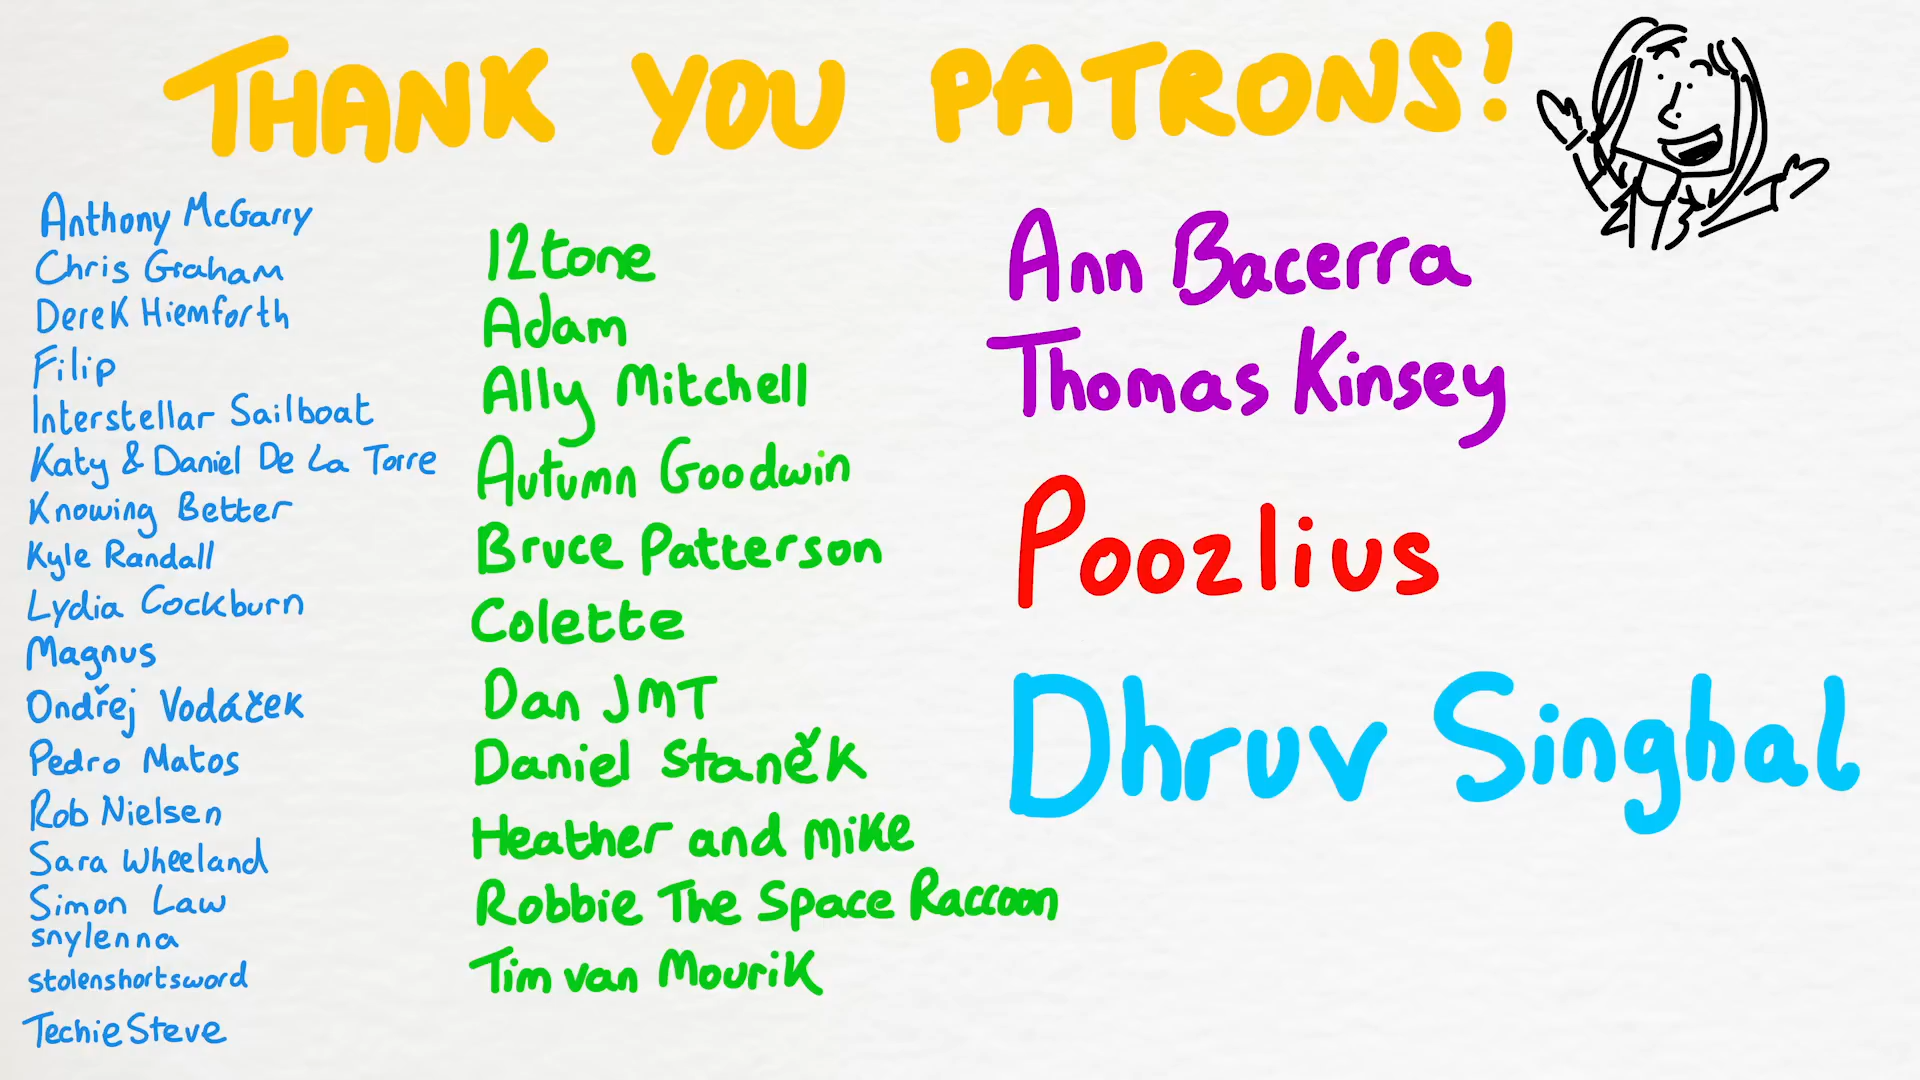 THANK YOU PATRONS!
Anthony McGarry
Chris Graham
Derek Hiemforth
Filip
Interstellar Sailboat
Katy & Daniel De La Torre
Knowing Better
Kyle Randall
Lydia Cockburn
Magnus
Ondřej Vodáček
Pedro Matos
Rob Nielsen
Sara Wheeland
Simon Law
snylenna
stolenshortsword
TechieSteve
12tone
Adam
Ally Mitchell
Autumn Goodwin
Bruce Patterson
Colette
Dan JMT
Daniel Staněk
Heather and Mike
Robbie The Space Raccoon
Tim van Mourik
Ann Bacerra
Thomas Kinsey
Poozlius
Dhruv Singhal